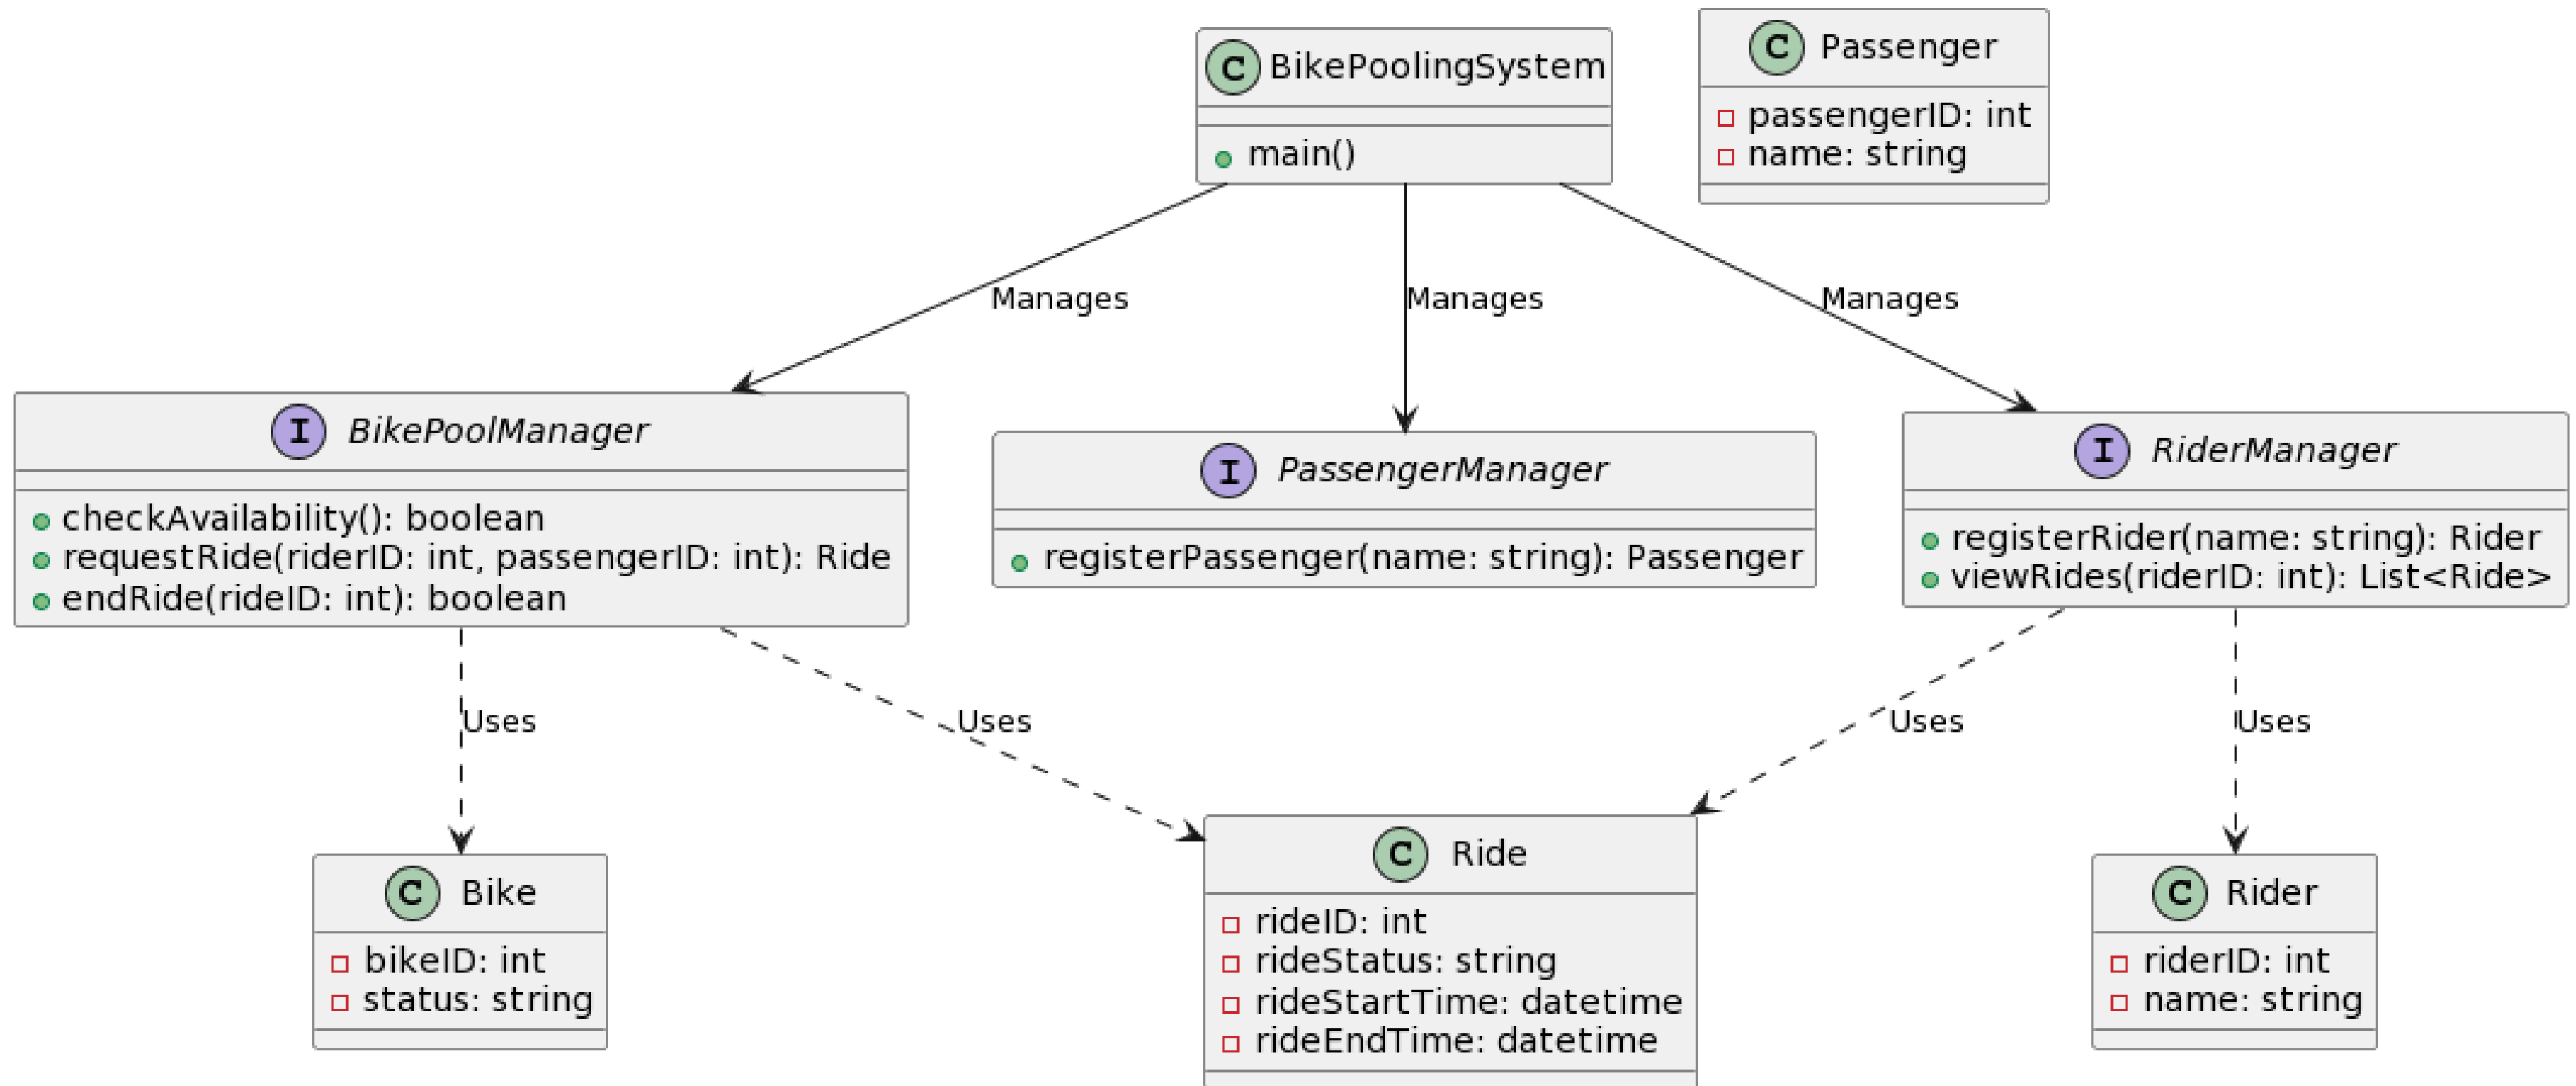 C BikePoolingSystem
main()
C Passenger
passengerID: int
name: string
Manages
Manages
Manages
I BikePoolManager
checkAvailability(): boolean
requestRide(riderID: int, passengerID: int): Ride
endRide(rideID: int): boolean
I PassengerManager
registerPassenger(name: string): Passenger
I RiderManager
registerRider(name: string): Rider
viewRides(riderID: int): List<Ride>
Uses
Uses
Uses
Uses
C Bike
bikeID: int
status: string
C Ride
rideID: int
rideStatus: string
rideStartTime: datetime
rideEndTime: datetime
C Rider
riderID: int
name: string